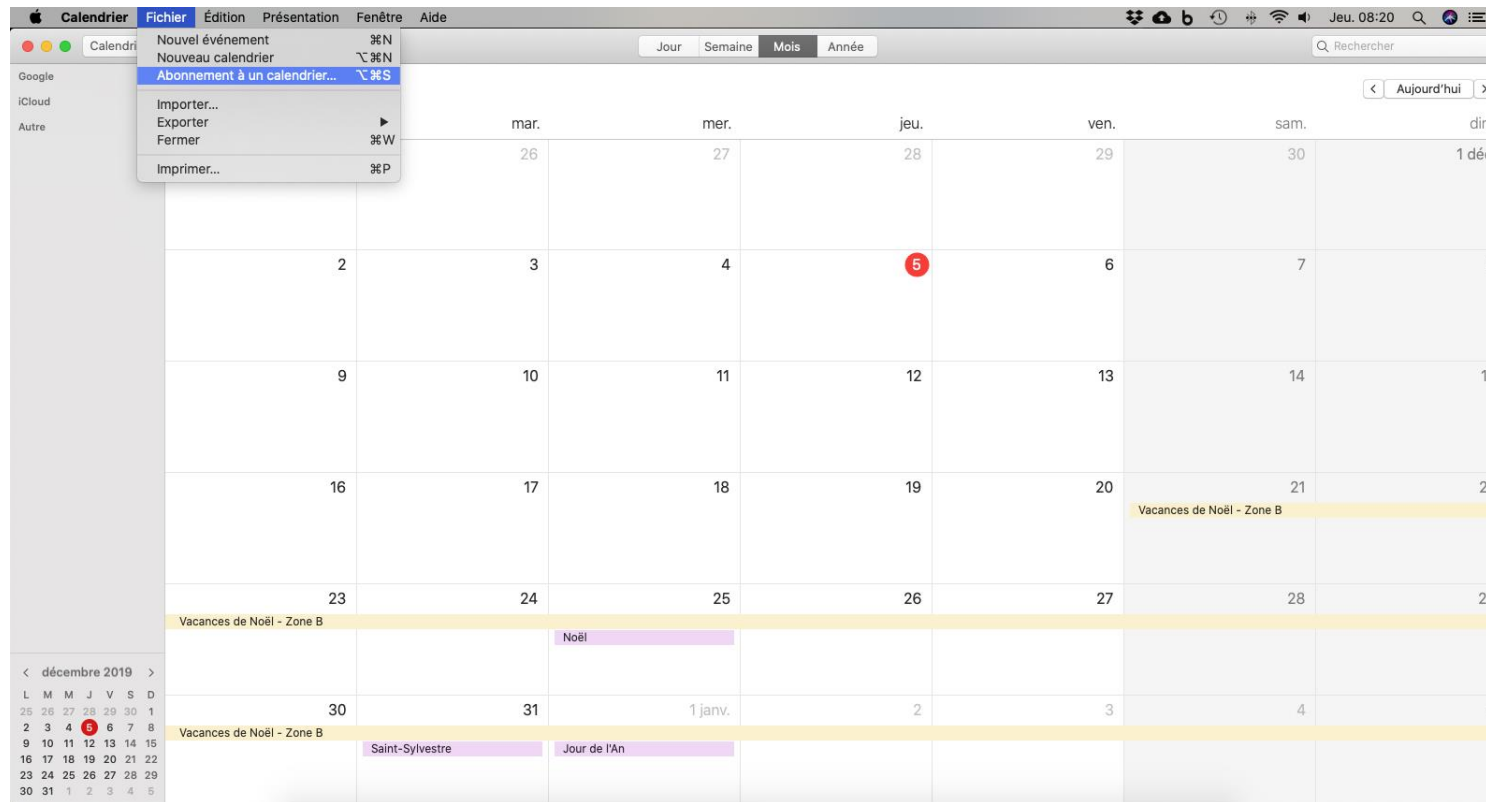 Calendrier Fichier Édition Présentation Fenêtre Aide Jeu. 08:20
Calendri Jour Semaine Mois Année Rechercher
Nouvel événement ⌘N
Nouveau calendrier ⌥⌘N
Abonnement à un calendrier... ⌥⌘S
Importer...
Exporter ▶
Fermer ⌘W
Imprimer... ⌘P
Google
iCloud
Autre
< Aujourd'hui >
mar. mer. jeu. ven. sam. dir
26 27 28 29 30 1 dé
2 3 4 5 6 7
9 10 11 12 13 14 1
16 17 18 19 20 21 2
Vacances de Noël - Zone B
23 24 25 26 27 28 2
Vacances de Noël - Zone B
Noël
30 31 1 janv. 2 3 4
Vacances de Noël - Zone B
Saint-Sylvestre Jour de l'An
< décembre 2019 >
L M M J V S D
25 26 27 28 29 30 1
2 3 4 5 6 7 8
9 10 11 12 13 14 15
16 17 18 19 20 21 22
23 24 25 26 27 28 29
30 31 1 2 3 4 5